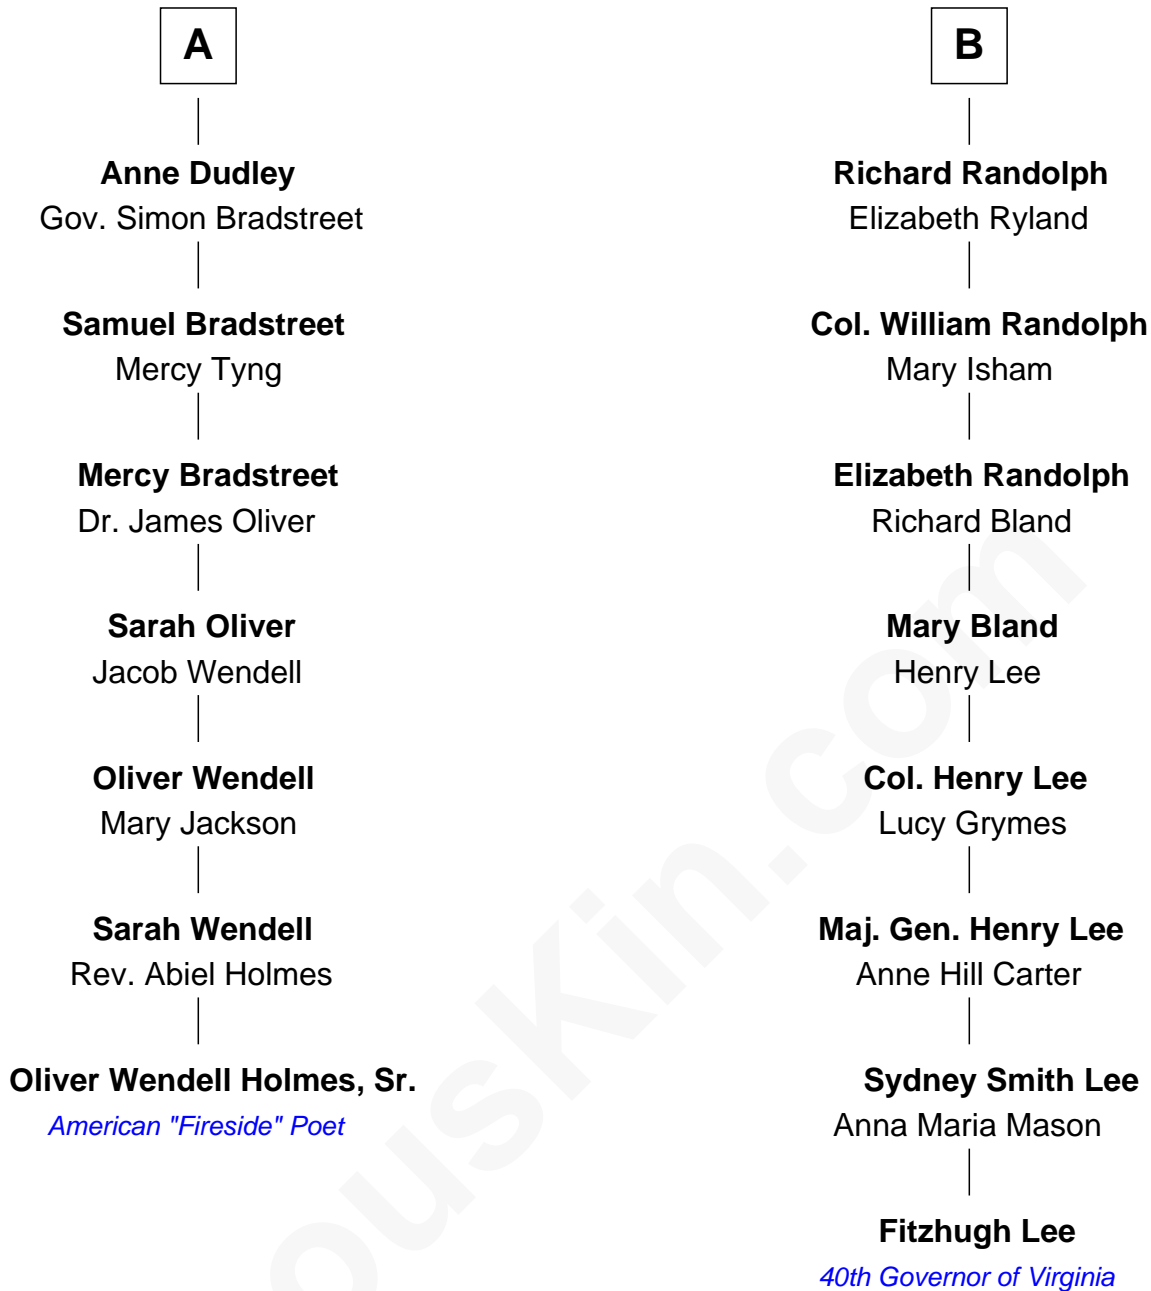 A
Anne Dudley
Gov. Simon Bradstreet
Samuel Bradstreet
Mercy Tyng
Mercy Bradstreet
Dr. James Oliver
Sarah Oliver
Jacob Wendell
Oliver Wendell
Mary Jackson
Sarah Wendell
Rev. Abiel Holmes
Oliver Wendell Holmes, Sr.
American "Fireside" Poet
B
Richard Randolph
Elizabeth Ryland
Col. William Randolph
Mary Isham
Elizabeth Randolph
Richard Bland
Mary Bland
Henry Lee
Col. Henry Lee
Lucy Grymes
Maj. Gen. Henry Lee
Anne Hill Carter
Sydney Smith Lee
Anna Maria Mason
Fitzhugh Lee
40th Governor of Virginia
ousKin.com